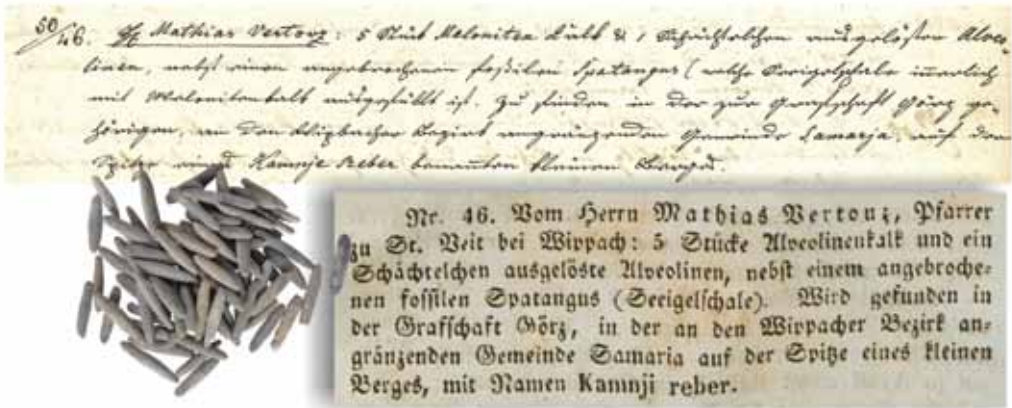 50/46. Mathias Vertouz: 5 Stük Meloniten Kalk & 1 Schächtelchen ausgelöster Alveo-
linen, nebst einem angebrochenen fossilen Spatangus (welche Seeigelschale innerlich
mit Melonitenkalk ausgefüllt ist. Zu finden in der zur Grafschaft Görz ge-
hörigen, an den Wipbacher Bezirk angränzenden Gemeinde Samarja, auf der
Spitze eines Kamnje Reber benannten kleinen Berges.
Nr. 46. Vom Herrn Mathias Vertouz, Pfarrer
zu St. Veit bei Wippach: 5 Stücke Alveolinenkalk und ein
Schächtelchen ausgelöste Alveolinen, nebst einem angebroche-
nen fossilen Spatangus (Seeigelschale). Wird gefunden in
der Grafschaft Görz, in der an den Wippacher Bezirk an-
gränzenden Gemeinde Samaria auf der Spitze eines kleinen
Berges, mit Namen Kamnji reber.